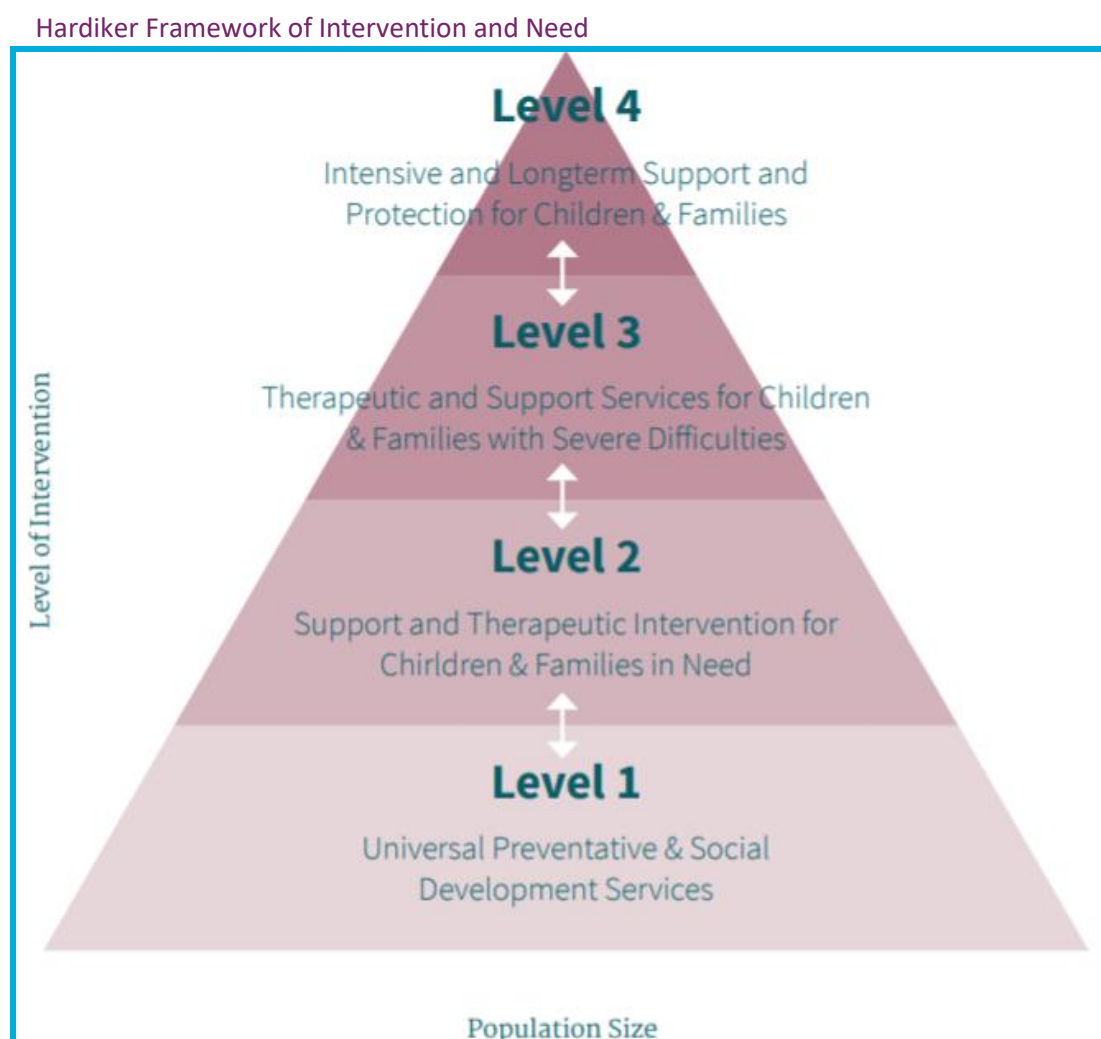 Hardiker Framework of Intervention and Need
Level 4
Intensive and Longterm Support and
Protection for Children & Families
Level 3
Therapeutic and Support Services for Children
& Families with Severe Difficulties
Level of Intervention
Level 2
Support and Therapeutic Intervention for
Chirldren & Families in Need
Level 1
Universal Preventative & Social
Development Services
Population Size